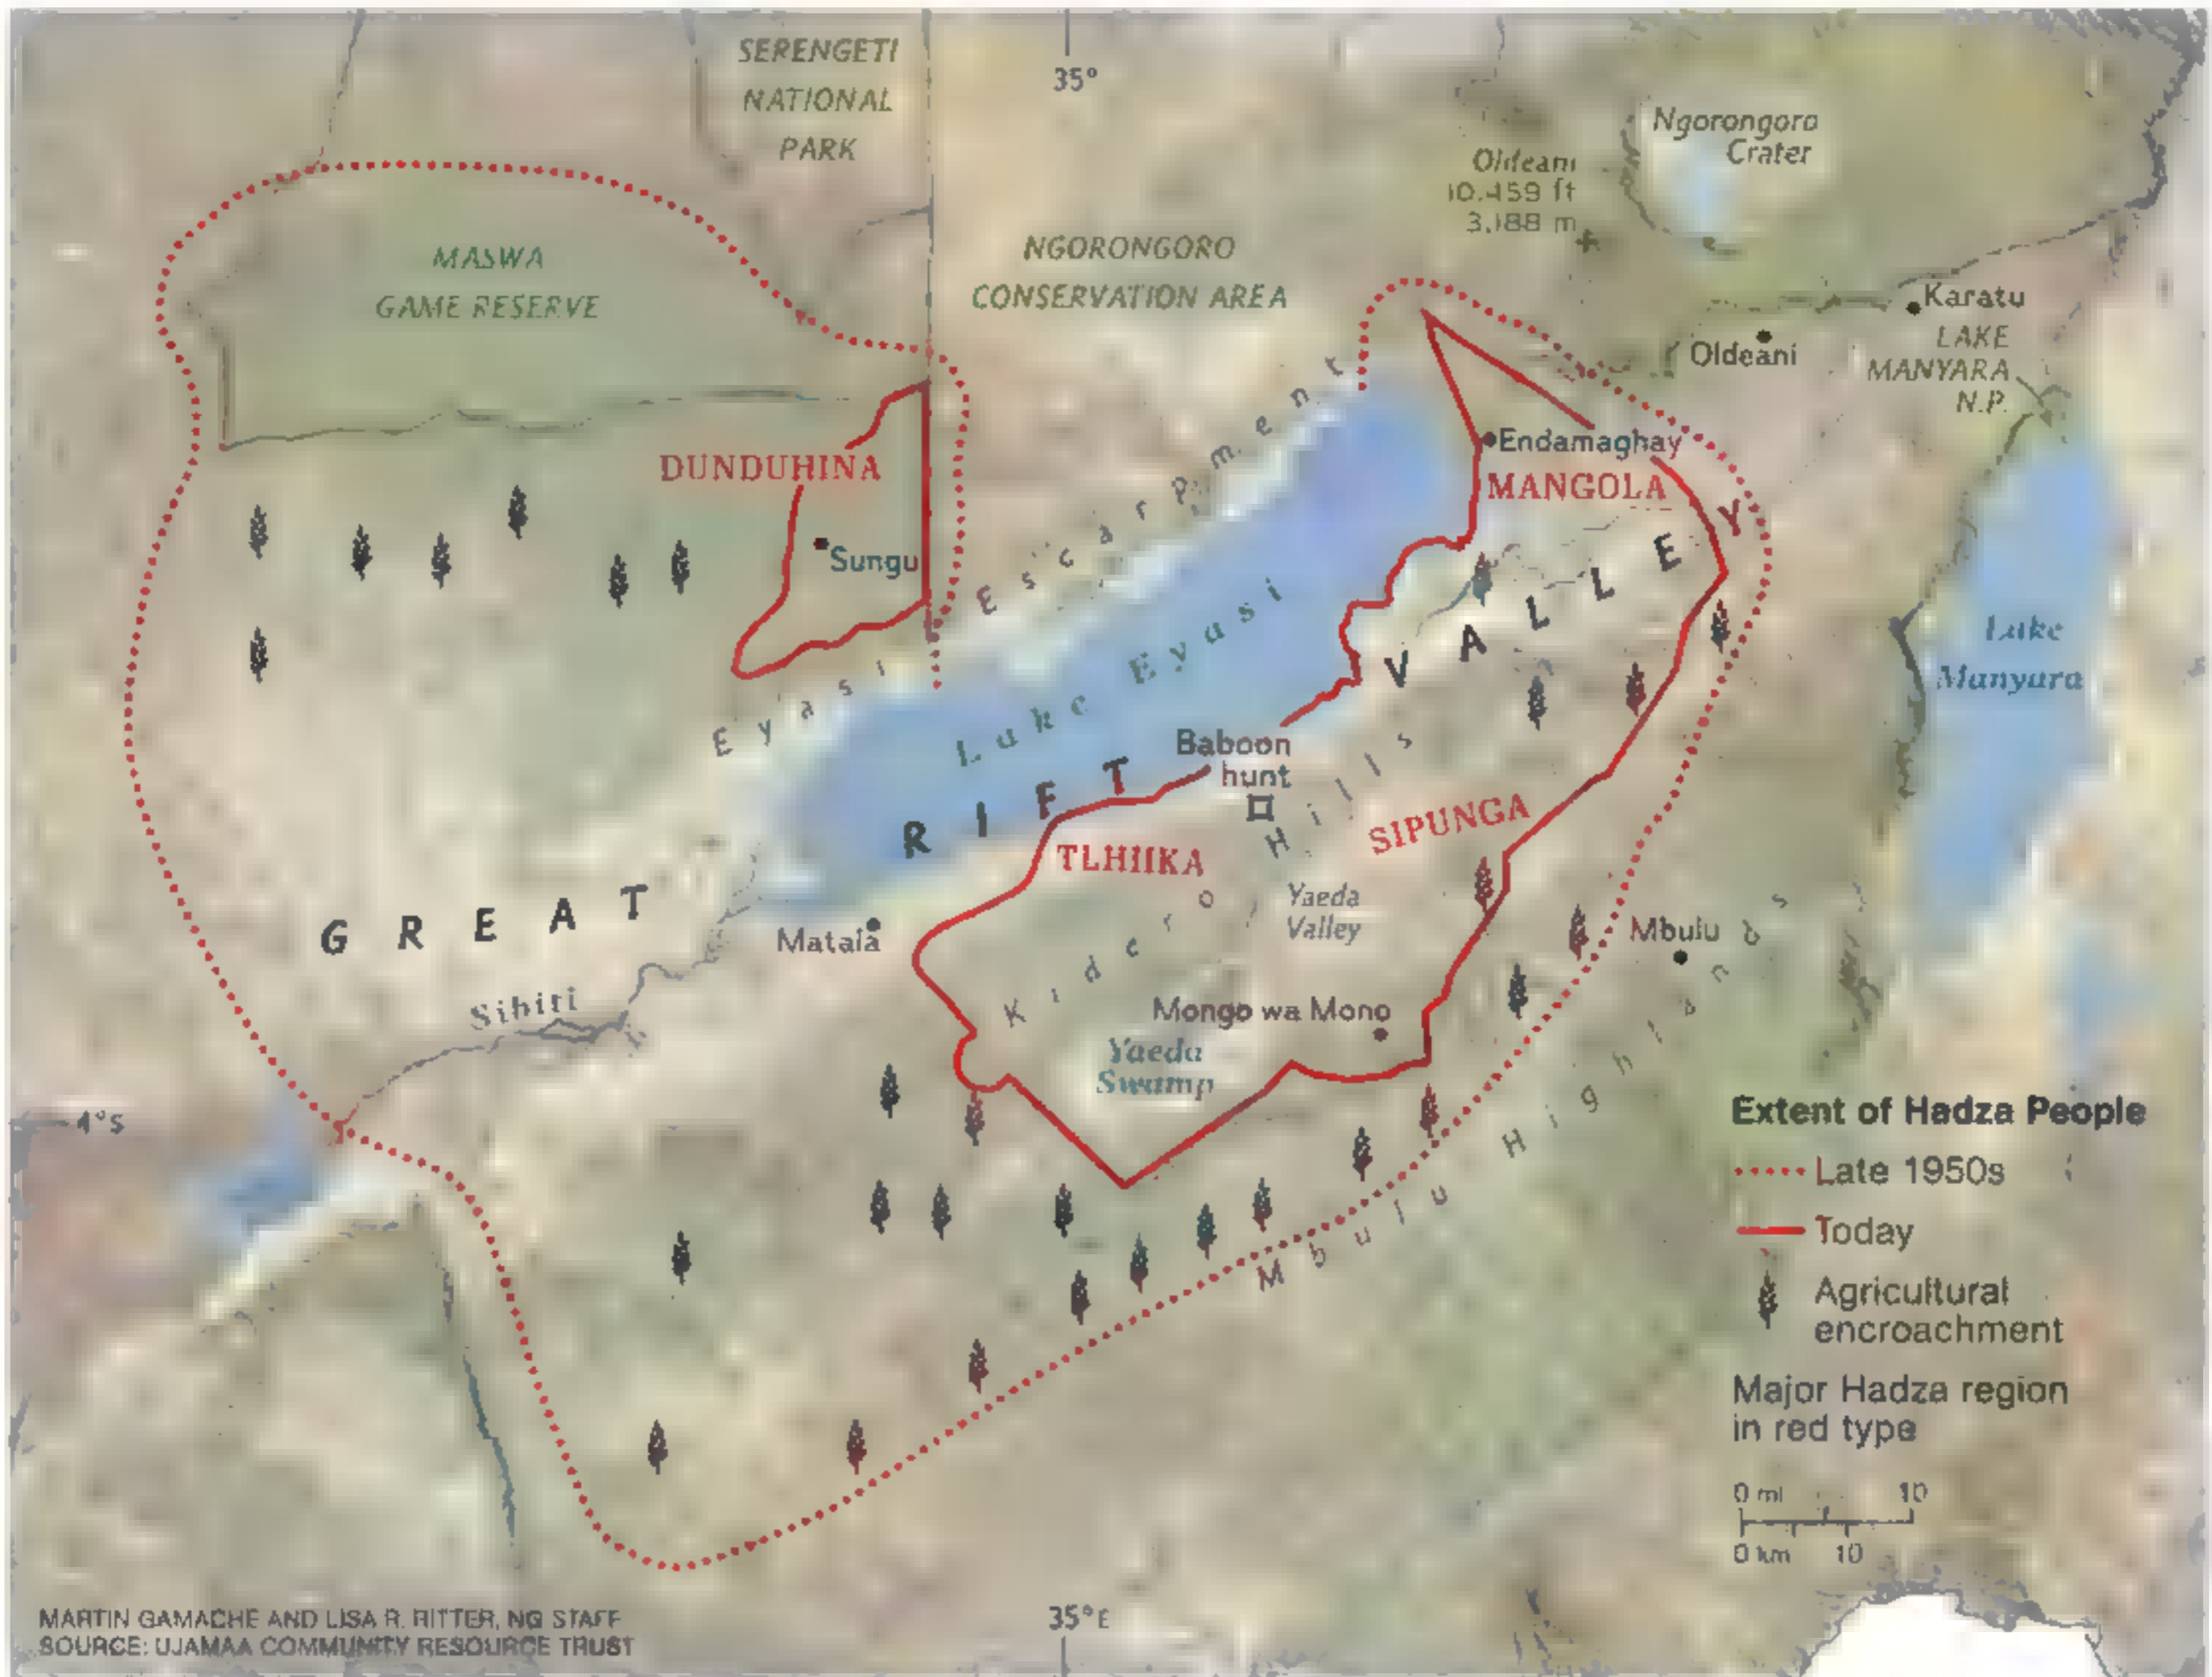 SERENGETI
NATIONAL
PARK
35°
Ngorongoro
Crater
Oldeani
10,459 ft
3,188 m
MASWA
GAME RESERVE
NGORONGORO
CONSERVATION AREA
Karatu
Oldeani
LAKE
MANYARA
N.P.
Endamaghay
MANGOLA
DUNDUHINA
Sungu
Eyasi Escarpment
Lake Eyasi
GREAT RIFT VALLEY
Lake
Manyara
Baboon
hunt
SIPUNGA
TLHIIKA
Kidero Hills
Yaeda
Valley
Matala
Mbulu
Sibiti
Mongo wa Mono
Yaeda
Swamp
Mbulu Highlands
4°S
Extent of Hadza People
Late 1950s
Today
Agricultural
encroachment
Major Hadza region
in red type
0 mi 10
0 km 10
35°E
MARTIN GAMACHE AND LISA R. RITTER, NG STAFF
SOURCE: UJAMAA COMMUNITY RESOURCE TRUST